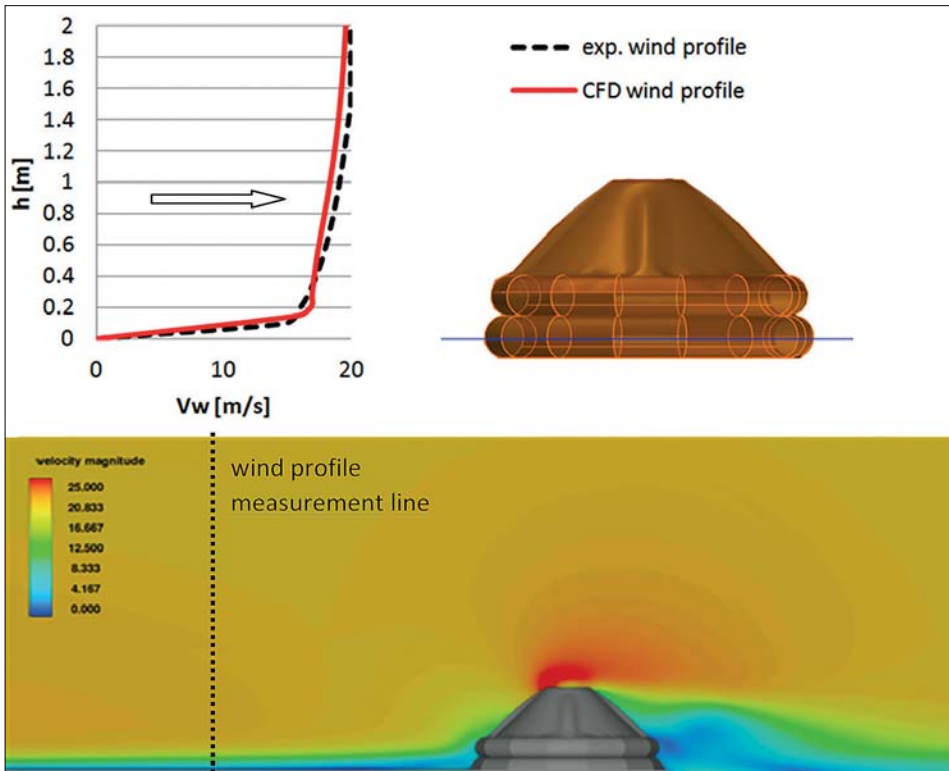 2
1.8
1.6
1.4
1.2
1
0.8
0.6
0.4
0.2
0
h [m]
0 10 20
Vw [m/s]
exp. wind profile
CFD wind profile
velocity magnitude
25.000
20.833
16.667
12.500
8.333
4.167
0.000
wind profile
measurement line